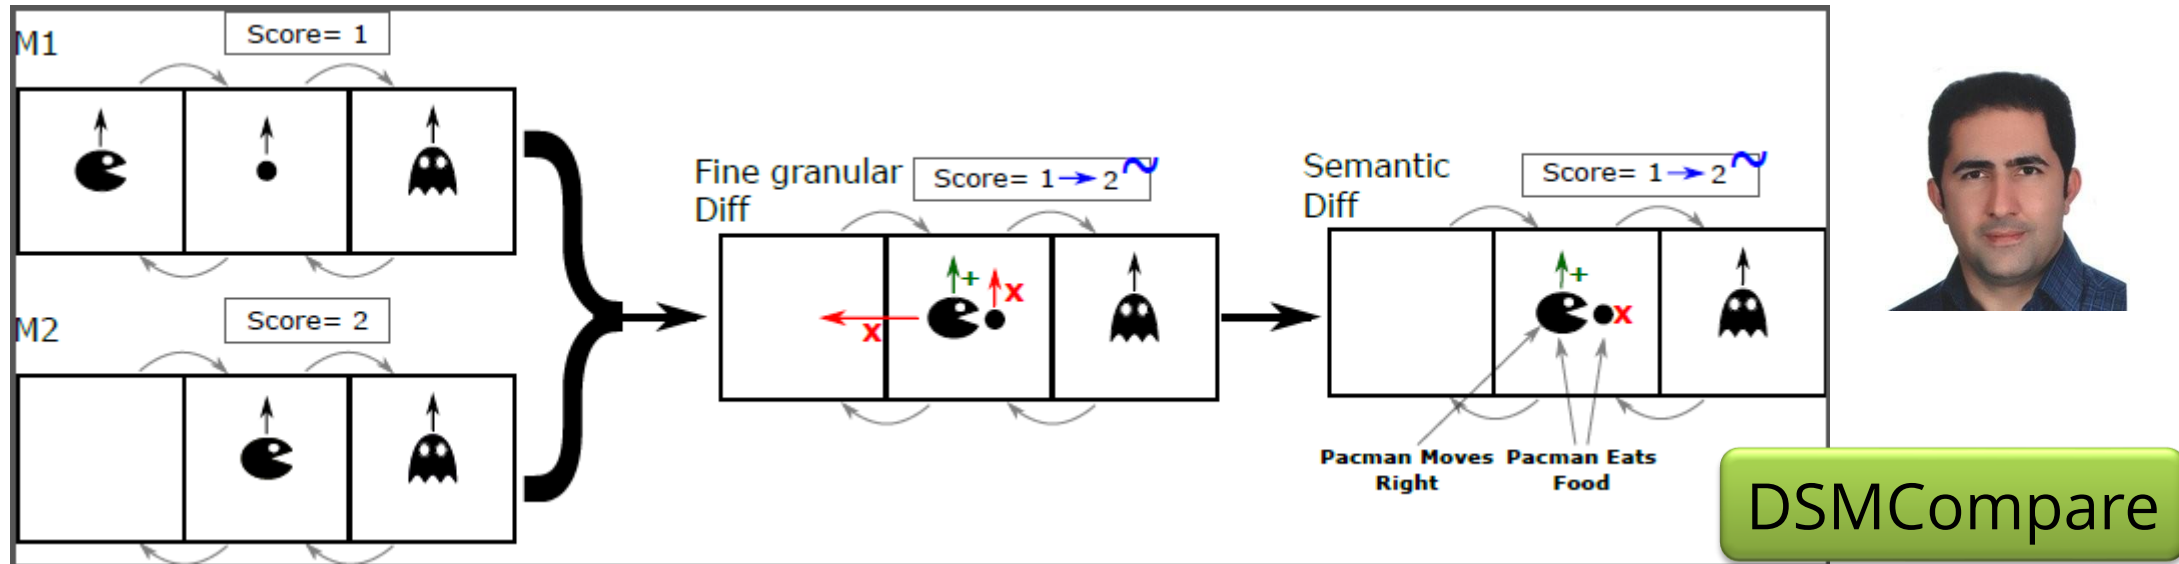 M1
Score= 1
M2
Score= 2
Fine granular
Diff
Score= 1→2~
+
x
x
Semantic
Diff
Score= 1→2~
+
x
Pacman Moves
Right
Pacman Eats
Food
DSMCompare